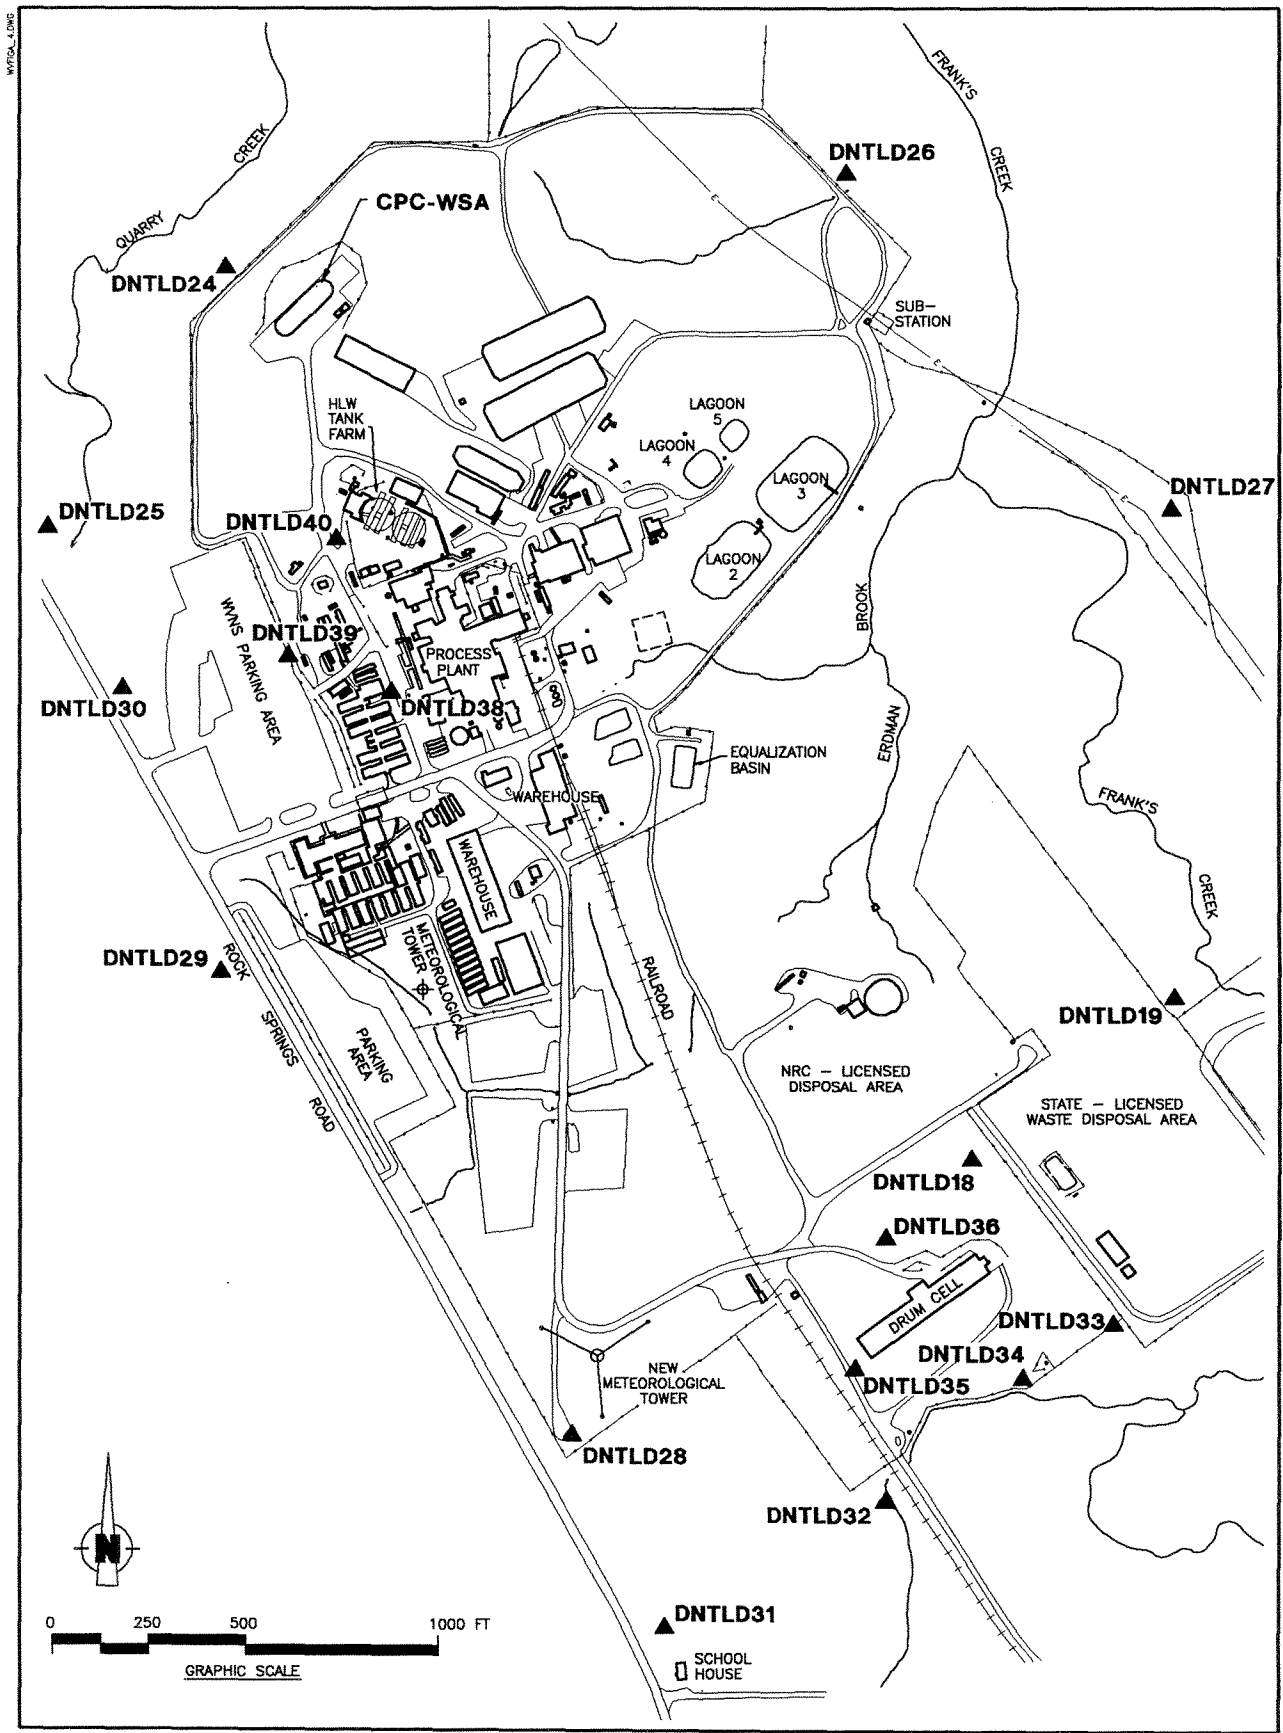 WVFIGA_4.DWG
FRANK'S
CREEK
CREEK
QUARRY
DNTLD26
CPC-WSA
DNTLD24
SUB-
STATION
HLW
TANK
FARM
LAGOON
5
LAGOON
4
LAGOON
3
DNTLD27
DNTLD25
DNTLD40
LAGOON
2
BROOK
WVNS PARKING AREA
DNTLD39
PROCESS
PLANT
DNTLD30
DNTLD38
ERDMAN
EQUALIZATION
BASIN
WAREHOUSE
FRANK'S
CREEK
WAREHOUSE
METEOROLOGICAL
TOWER
DNTLD29
ROCK
SPRINGS
ROAD
RAILROAD
PARKING
AREA
DNTLD19
NRC - LICENSED
DISPOSAL AREA
STATE - LICENSED
WASTE DISPOSAL AREA
DNTLD18
DNTLD36
DRUM CELL
DNTLD33
DNTLD34
DNTLD35
NEW
METEOROLOGICAL
TOWER
DNTLD28
DNTLD32
N
DNTLD31
SCHOOL
HOUSE
0 250 500 1000 FT
GRAPHIC SCALE